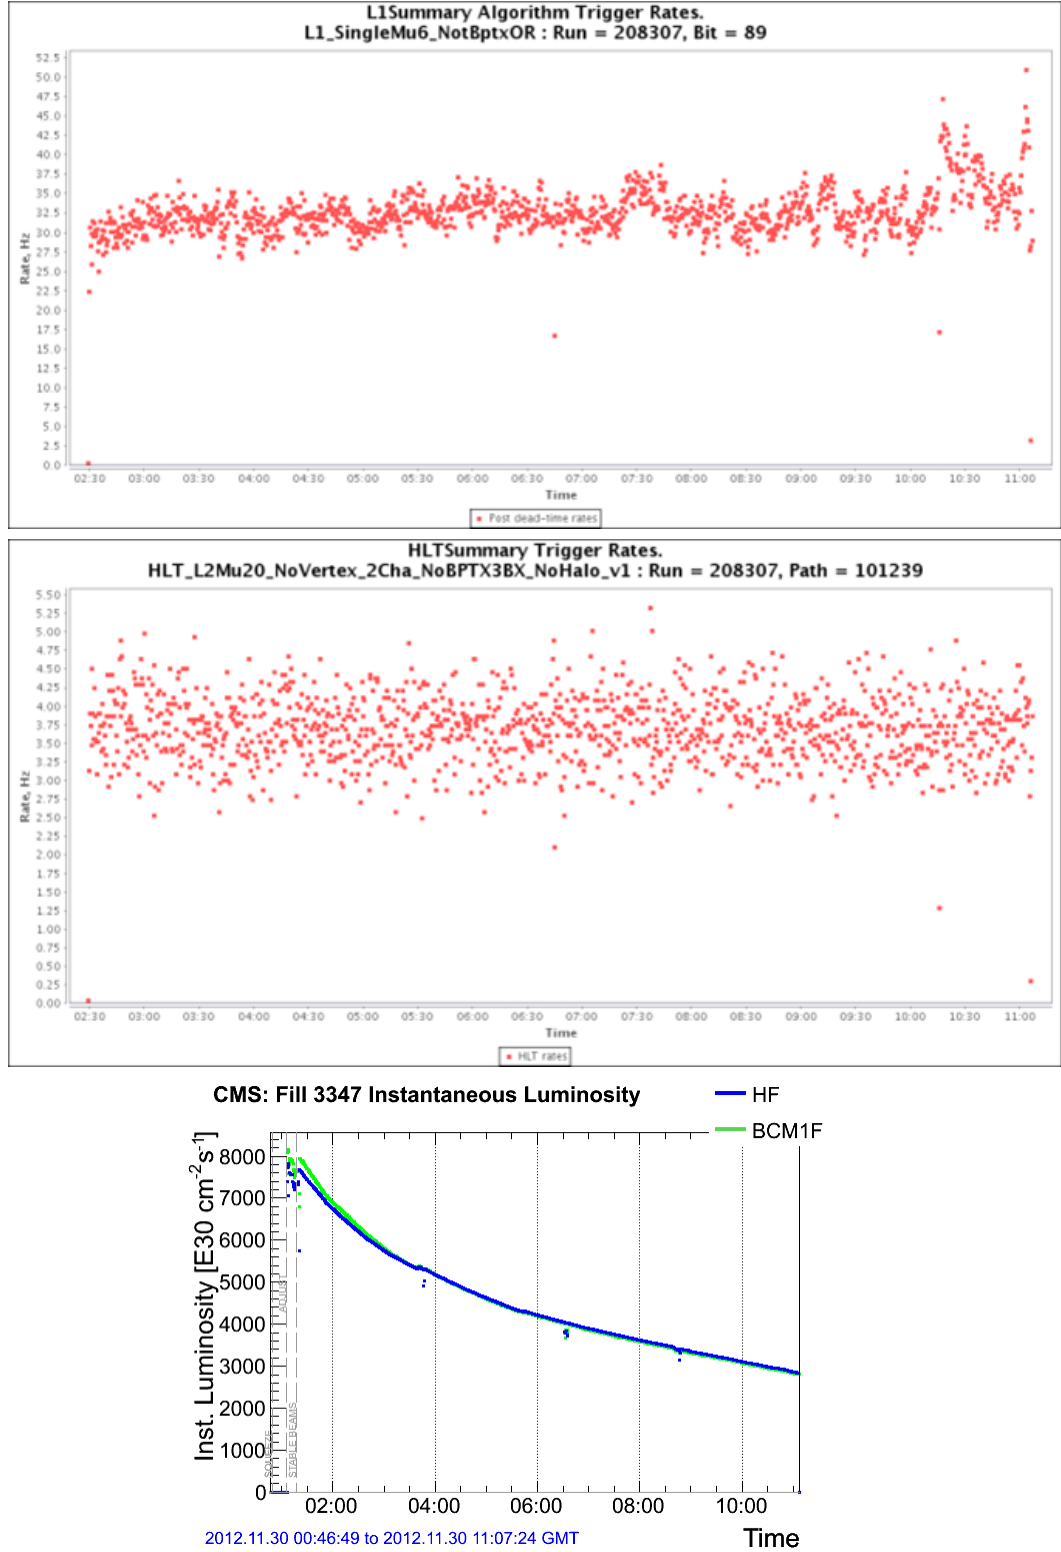 L1Summary Algorithm Trigger Rates.
L1_SingleMu6_NotBptxOR : Run = 208307, Bit = 89
52.5
50.0
47.5
45.0
42.5
40.0
37.5
35.0
32.5
30.0
27.5
25.0
22.5
20.0
17.5
15.0
12.5
10.0
7.5
5.0
2.5
0.0
Rate, Hz
02:30 03:00 03:30 04:00 04:30 05:00 05:30 06:00 06:30 07:00 07:30 08:00 08:30 09:00 09:30 10:00 10:30 11:00
Time
Post dead-time rates
HLTSummary Trigger Rates.
HLT_L2Mu20_NoVertex_2Cha_NoBPTX3BX_NoHalo_v1 : Run = 208307, Path = 101239
5.50
5.25
5.00
4.75
4.50
4.25
4.00
3.75
3.50
3.25
3.00
2.75
2.50
2.25
2.00
1.75
1.50
1.25
1.00
0.75
0.50
0.25
0.00
Rate, Hz
02:30 03:00 03:30 04:00 04:30 05:00 05:30 06:00 06:30 07:00 07:30 08:00 08:30 09:00 09:30 10:00 10:30 11:00
Time
HLT rates
CMS: Fill 3347 Instantaneous Luminosity
HF
BCM1F
Inst. Luminosity [E30 cm⁻²s⁻¹]
8000
7000
6000
5000
4000
3000
2000
1000
0
SQUEEZE
ADJUST
STABLE BEAMS
02:00 04:00 06:00 08:00 10:00
2012.11.30 00:46:49 to 2012.11.30 11:07:24 GMT
Time